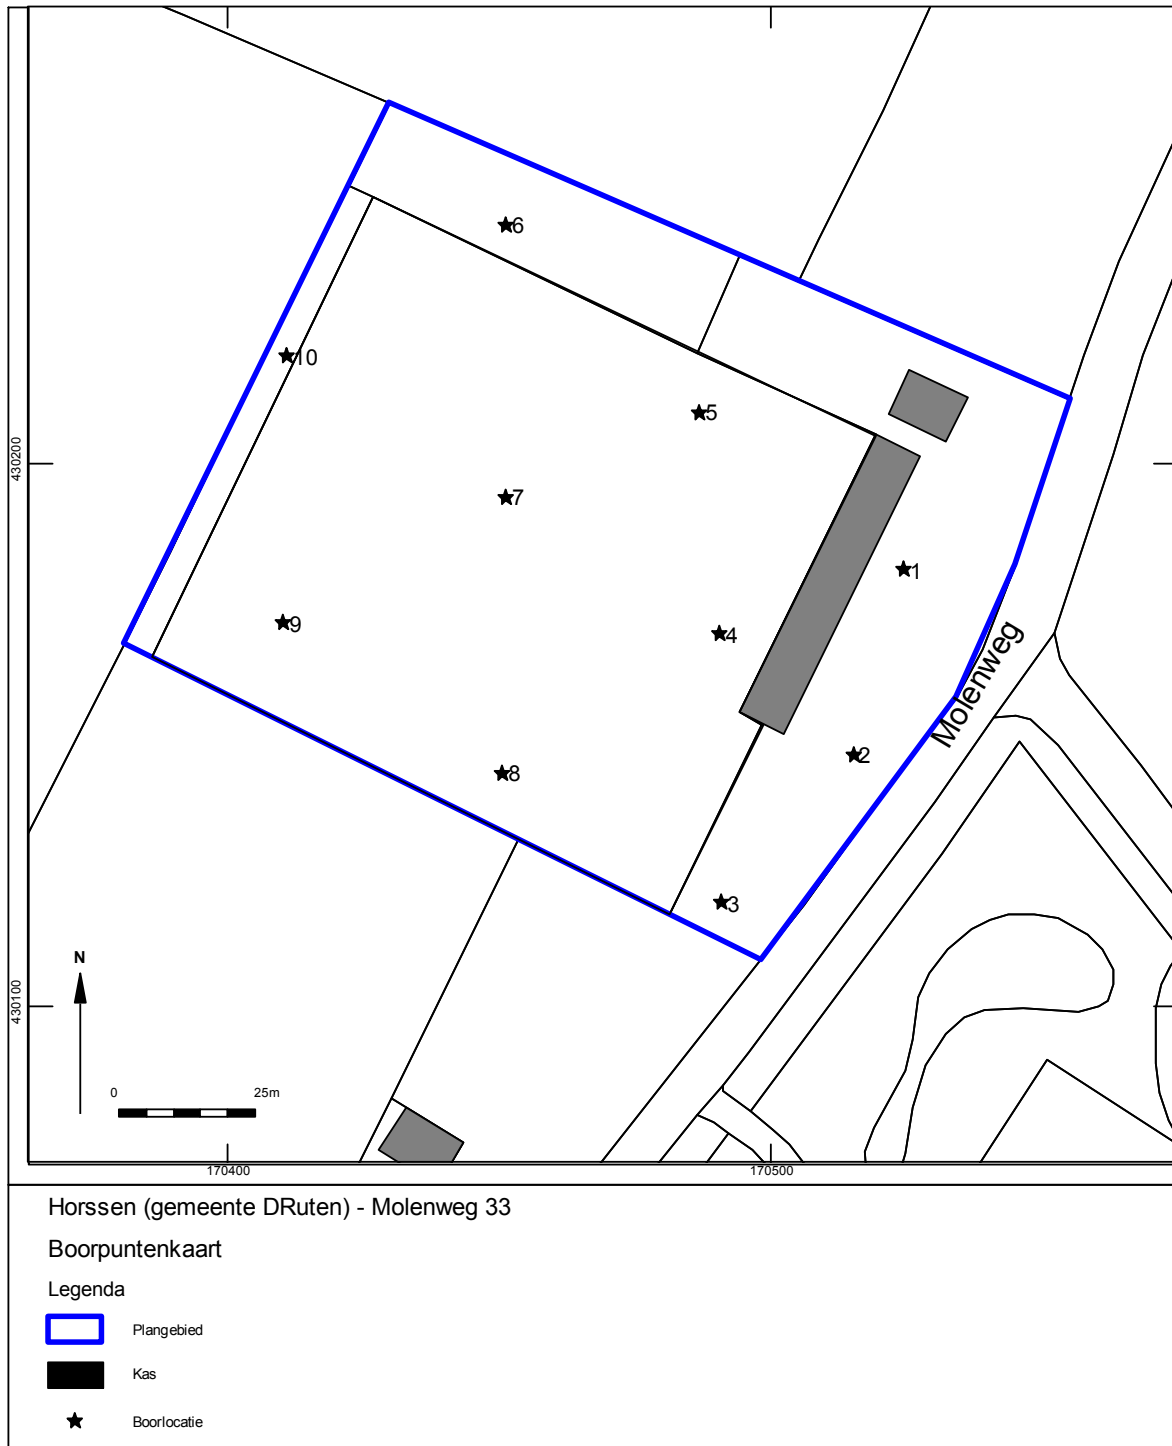 6
10
5
430200
7
1
9
4
Molenweg
2
8
3
N
430100
0 25m
170400 170500
Horssen (gemeente DRuten) - Molenweg 33
Boorpuntenkaart
Legenda
Plangebied
Kas
Boorlocatie